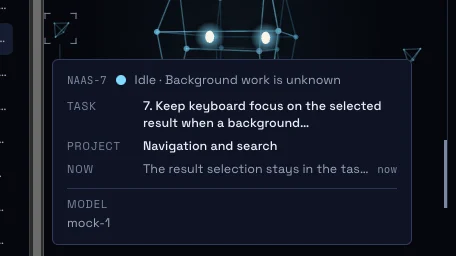 NAAS-7 Idle · Background work is unknown
TASK 7. Keep keyboard focus on the selected
result when a background…
PROJECT Navigation and search
NOW The result selection stays in the tas… now
MODEL
mock-1